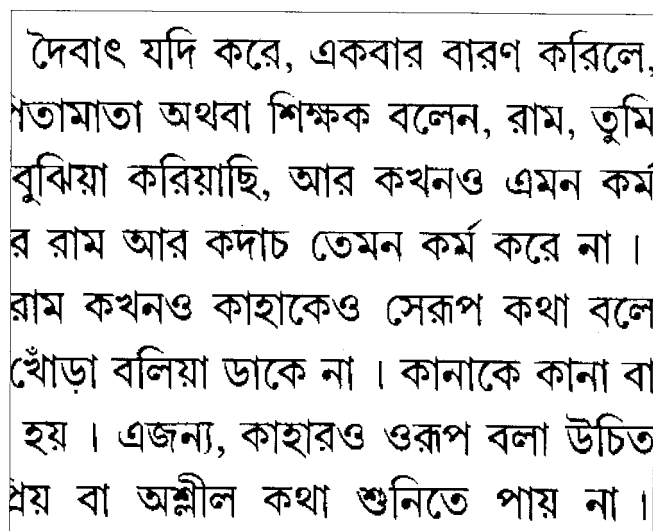 দৈবাৎ যদি করে, একবার বারণ করিলে,
পিতামাতা অথবা শিক্ষক বলেন, রাম, তুমি
বুঝিয়া করিয়াছি, আর কখনও এমন কর্ম
র রাম আর কদাচ তেমন কর্ম করে না ।
রাম কখনও কাহাকেও সেরূপ কথা বলে
খোঁড়া বলিয়া ডাকে না । কানাকে কানা বা
হয় । এজন্য, কাহারও ওরূপ বলা উচিত
প্রিয় বা অশ্লীল কথা শুনিতে পায় না ।